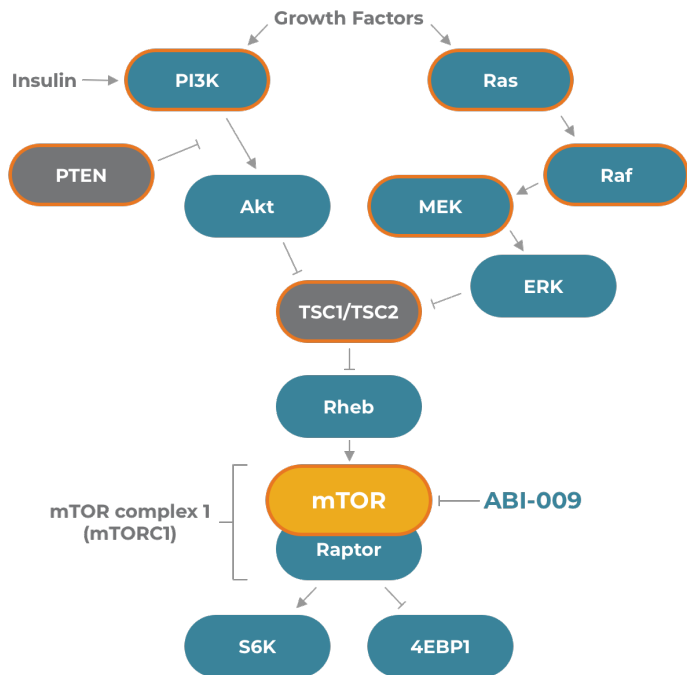 Growth Factors
Insulin
PI3K
Ras
PTEN
Raf
Akt
MEK
ERK
TSC1/TSC2
Rheb
mTOR
ABI-009
mTOR complex 1
(mTORC1)
Raptor
S6K
4EBP1